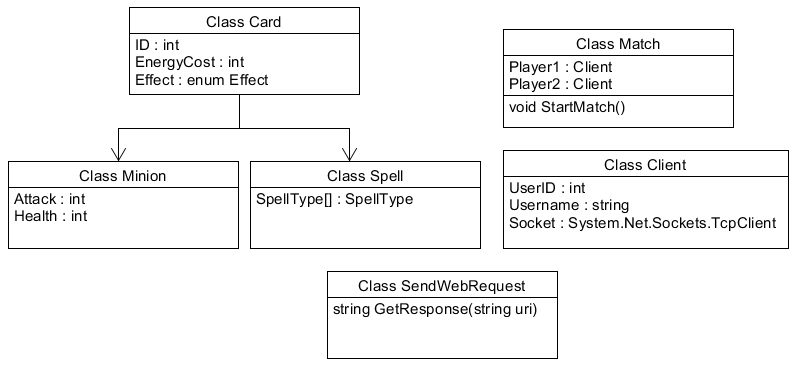 Class Card
ID : int
EnergyCost : int
Effect : enum Effect
Class Match
Player1 : Client
Player2 : Client
void StartMatch()
Class Minion
Attack : int
Health : int
Class Spell
SpellType[] : SpellType
Class Client
UserID : int
Username : string
Socket : System.Net.Sockets.TcpClient
Class SendWebRequest
string GetResponse(string uri)